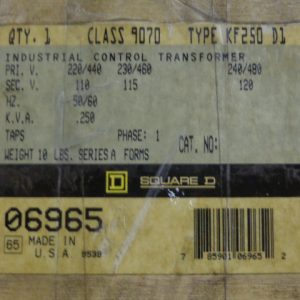 QTY. 1 CLASS 9070 TYPE KF250 D1
INDUSTRIAL CONTROL TRANSFORMER
PRI. V. 220/440 230/460 240/480
SEC. V. 110 115 120
HZ. 50/60
K.V.A. .250
TAPS PHASE: 1 CAT. NO:
WEIGHT 10 LBS. SERIES A FORMS
D SQUARE D
06965
65 MADE IN
U.S.A 9538
7 85901 06965 2